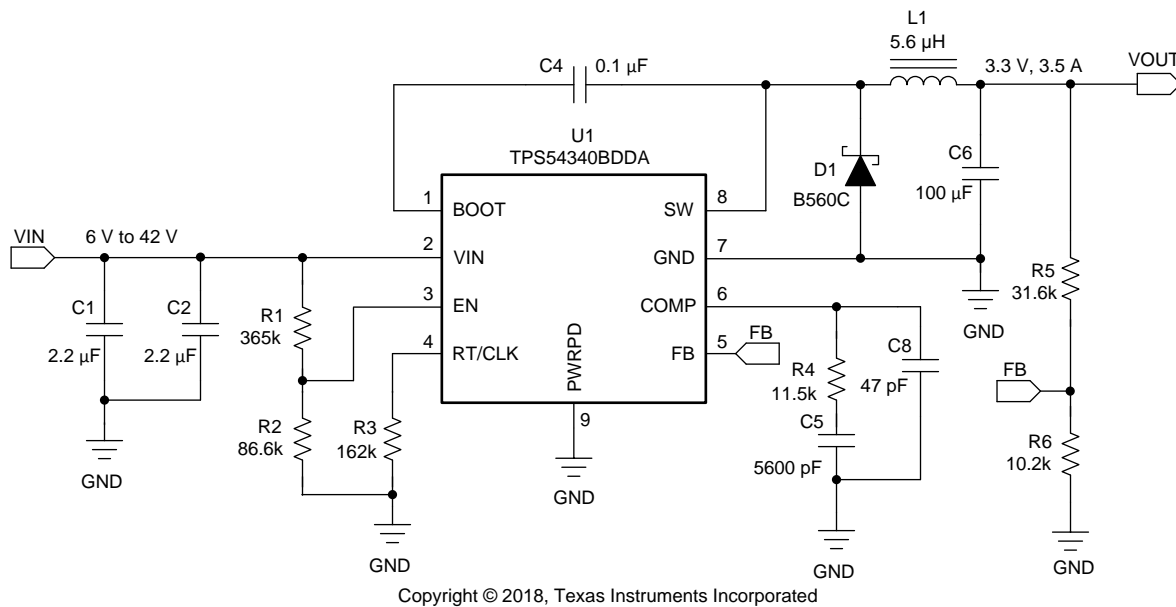 L1
5.6 µH
C4
0.1 µF
3.3 V, 3.5 A
VOUT
U1
TPS54340BDDA
D1
B560C
C6
100 µF
1
BOOT
SW
8
VIN
6 V to 42 V
2
VIN
GND
7
3
EN
COMP
6
4
RT/CLK
FB
5
FB
PWRPD
9
GND
C1
2.2 µF
C2
2.2 µF
GND
R1
365k
R2
86.6k
R3
162k
GND
R4
11.5k
C5
5600 pF
C8
47 pF
GND
GND
R5
31.6k
FB
R6
10.2k
GND
Copyright © 2018, Texas Instruments Incorporated